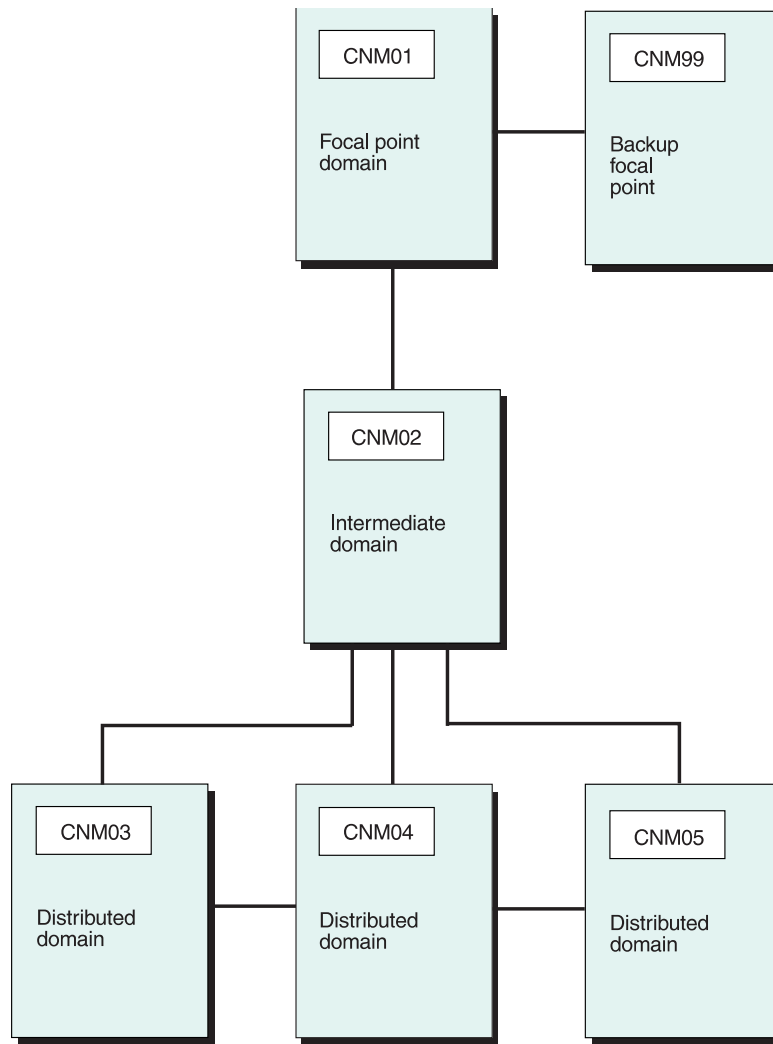 CNM01
Focal point
domain
CNM99
Backup
focal
point
CNM02
Intermediate
domain
CNM03
Distributed
domain
CNM04
Distributed
domain
CNM05
Distributed
domain